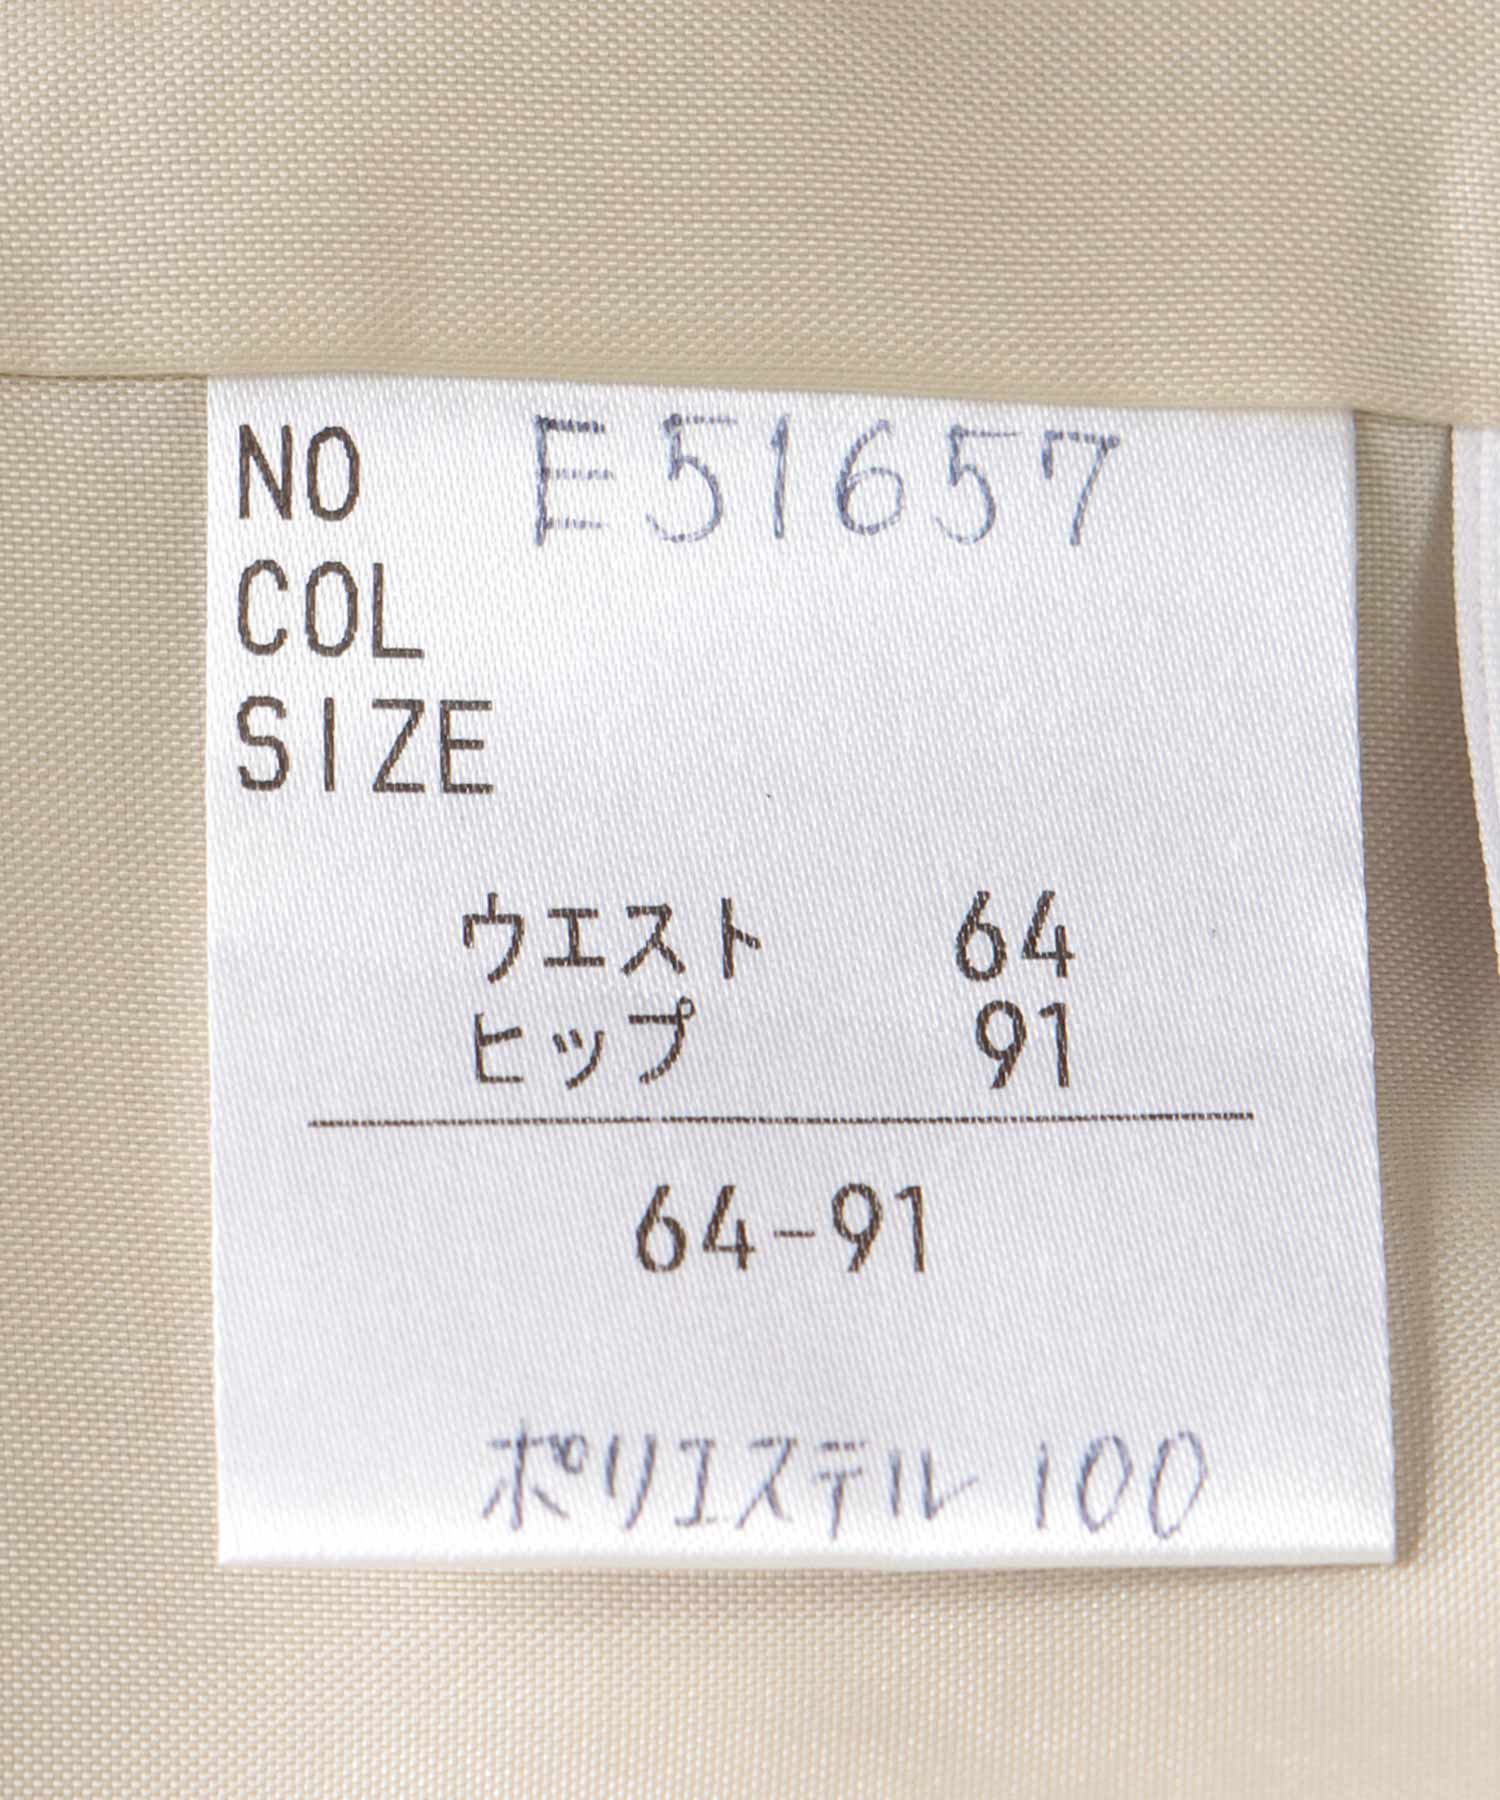 NO E51657
COL
SIZE
ウエスト 64
ヒップ 91
64-91
ポリエステル 100